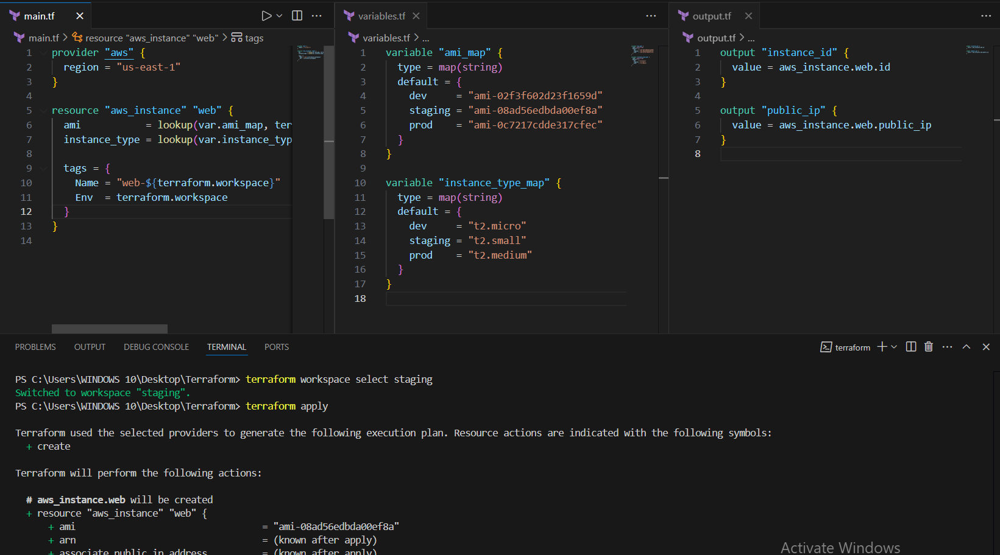 main.tf
main.tf > resource "aws_instance" "web" > tags
1 provider "aws" {
2   region = "us-east-1"
3 }
4
5 resource "aws_instance" "web" {
6   ami           = lookup(var.ami_map, ter
7   instance_type = lookup(var.instance_typ
8
9   tags = {
10     Name = "web-${terraform.workspace}"
11     Env  = terraform.workspace
12   }
13 }
14
variables.tf
variables.tf > ...
1 variable "ami_map" {
2   type = map(string)
3   default = {
4     dev     = "ami-02f3f602d23f1659d"
5     staging = "ami-08ad56edbda00ef8a"
6     prod    = "ami-0c7217cdde317cfec"
7   }
8 }
9
10 variable "instance_type_map" {
11   type = map(string)
12   default = {
13     dev     = "t2.micro"
14     staging = "t2.small"
15     prod    = "t2.medium"
16   }
17 }
18
output.tf
output.tf > ...
1 output "instance_id" {
2   value = aws_instance.web.id
3 }
4
5 output "public_ip" {
6   value = aws_instance.web.public_ip
7 }
8
PROBLEMS OUTPUT DEBUG CONSOLE TERMINAL PORTS terraform
PS C:\Users\WINDOWS 10\Desktop\Terraform> terraform workspace select staging
Switched to workspace "staging".
PS C:\Users\WINDOWS 10\Desktop\Terraform> terraform apply
Terraform used the selected providers to generate the following execution plan. Resource actions are indicated with the following symbols:
  + create
Terraform will perform the following actions:
  # aws_instance.web will be created
  + resource "aws_instance" "web" {
      + ami                                  = "ami-08ad56edbda00ef8a"
      + arn                                  = (known after apply)
      + associate_public_ip_address          = (known after apply)
Activate Windows